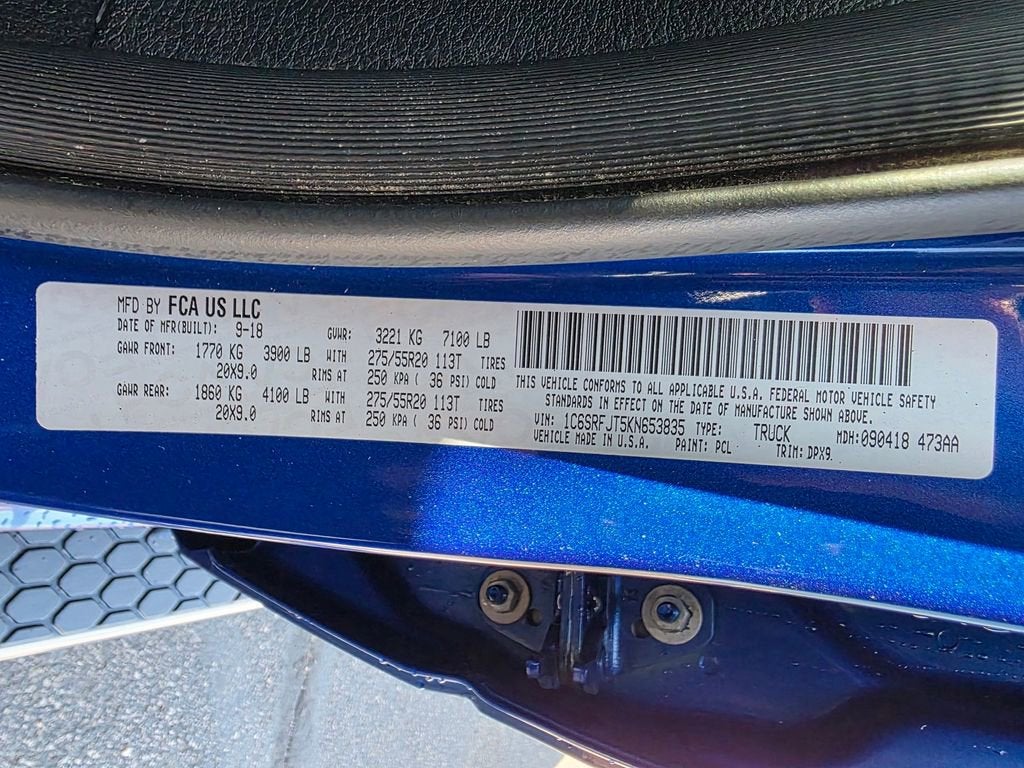 MFD BY FCA US LLC
DATE OF MFR(BUILT): 9-18 GVWR: 3221 KG 7100 LB
GAWR FRONT: 1770 KG 3900 LB WITH 275/55R20 113T TIRES
20X9.0 RIMS AT 250 KPA ( 36 PSI) COLD
GAWR REAR: 1860 KG 4100 LB WITH 275/55R20 113T TIRES
20X9.0 RIMS AT 250 KPA ( 36 PSI) COLD
THIS VEHICLE CONFORMS TO ALL APPLICABLE U.S.A. FEDERAL MOTOR VEHICLE SAFETY
STANDARDS IN EFFECT ON THE DATE OF MANUFACTURE SHOWN ABOVE.
VIN: 1C6SRFJT5KN653835 TYPE: TRUCK MDH:090418 473AA
VEHICLE MADE IN U.S.A. PAINT: PCL TRIM: DPX9.